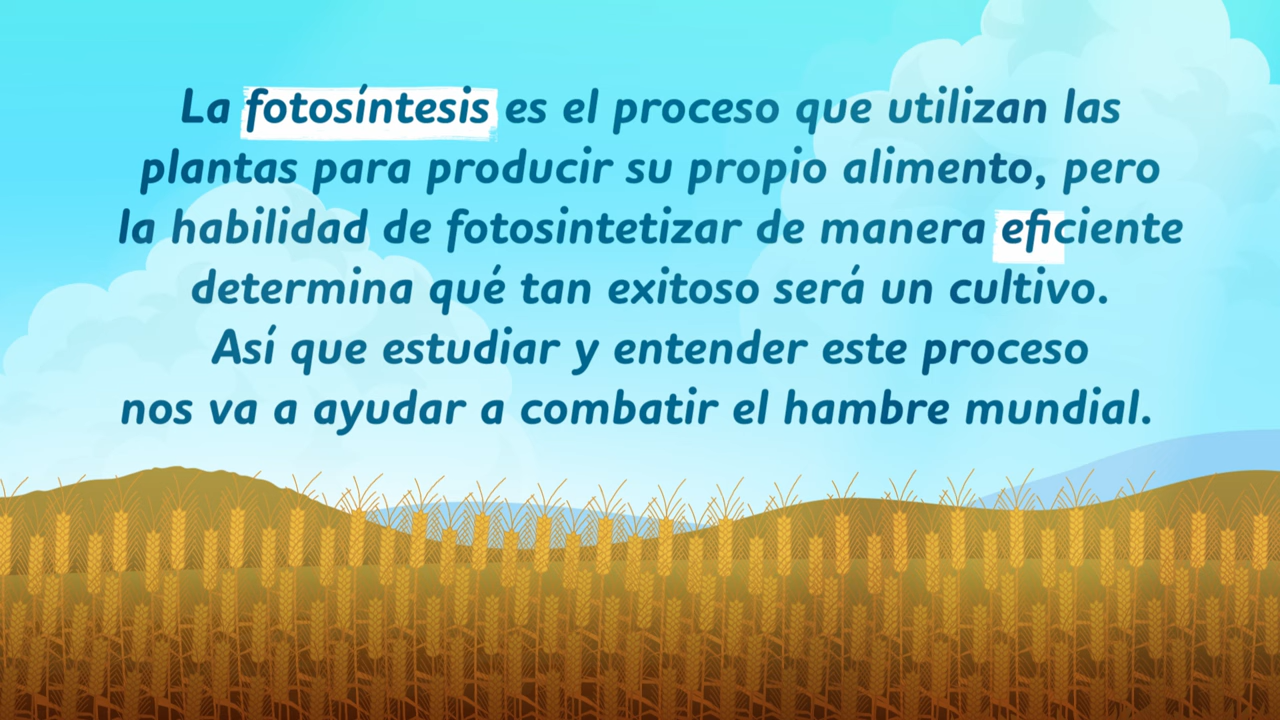 La fotosíntesis es el proceso que utilizan las
plantas para producir su propio alimento, pero
la habilidad de fotosintetizar de manera eficiente
determina qué tan exitoso será un cultivo.
Así que estudiar y entender este proceso
nos va a ayudar a combatir el hambre mundial.